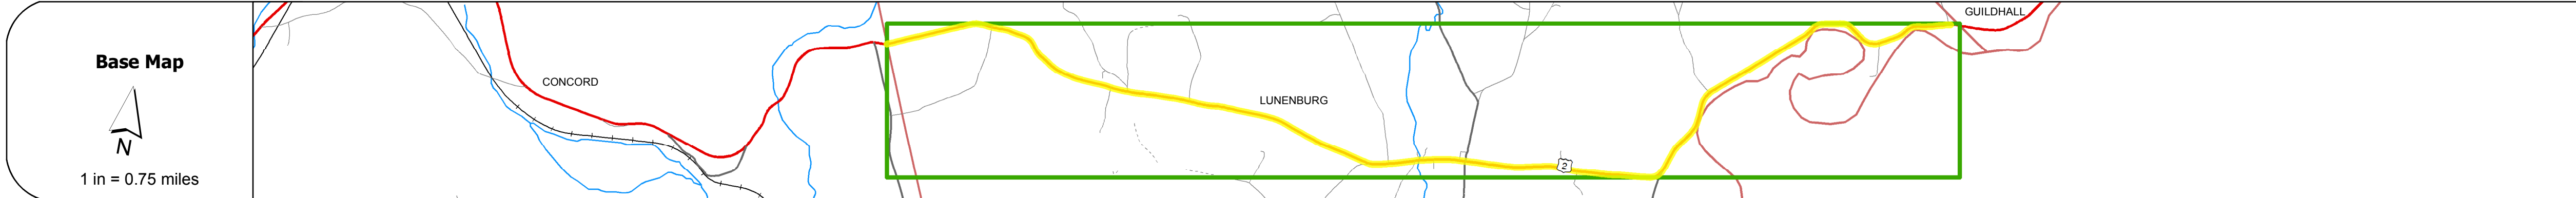 Base Map
N
1 in = 0.75 miles
CONCORD
LUNENBURG
2
GUILDHALL